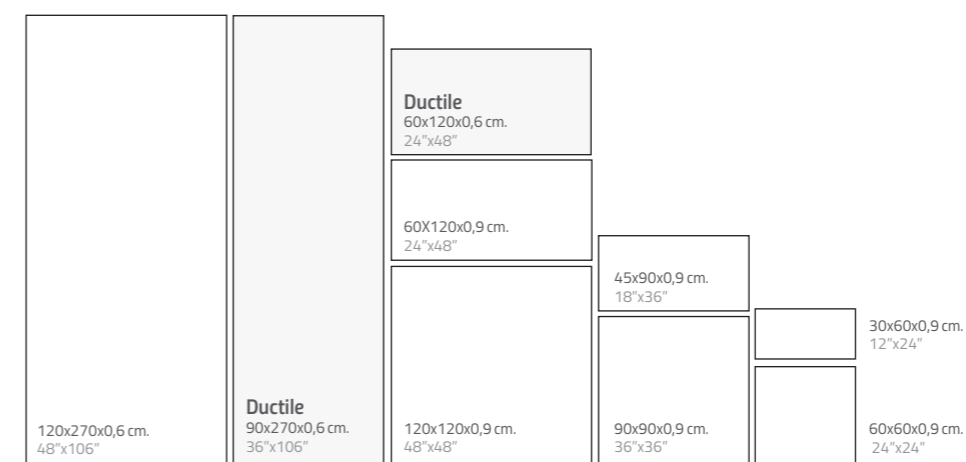 120x270x0,6 cm.
48”x106”
Ductile
90x270x0,6 cm.
36”x106”
Ductile
60x120x0,6 cm.
24”x48”
60X120x0,9 cm.
24”x48”
120x120x0,9 cm.
48”x48”
45x90x0,9 cm.
18”x36”
90x90x0,9 cm.
36”x36”
30x60x0,9 cm.
12”x24”
60x60x0,9 cm.
24”x24”